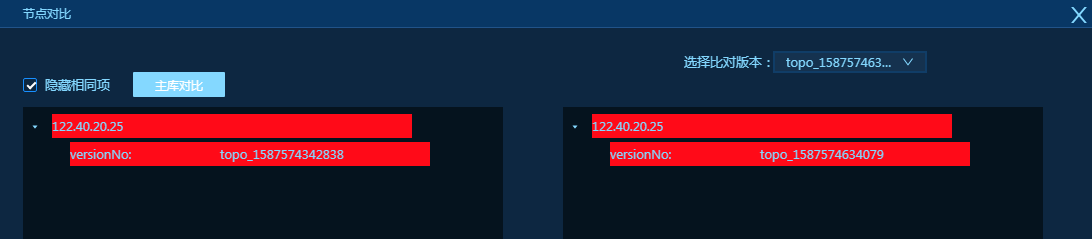 节点对比
X
选择比对版本：topo_158757463...
隐藏相同项 主库对比
122.40.20.25
versionNo: topo_1587574342838
122.40.20.25
versionNo: topo_1587574634079